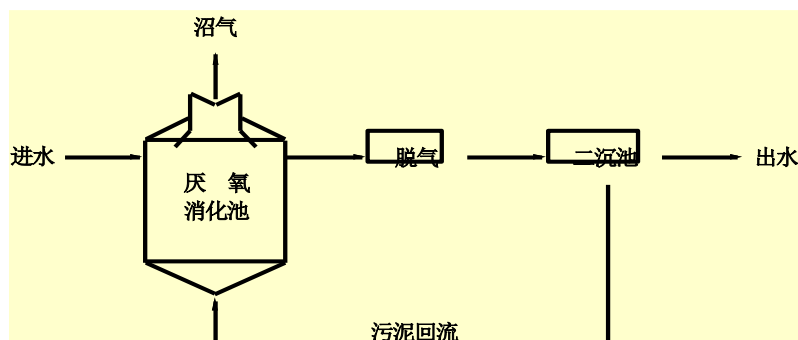 沼气
进水
脱气
二沉池
出水
厌 氧
消化池
污泥回流